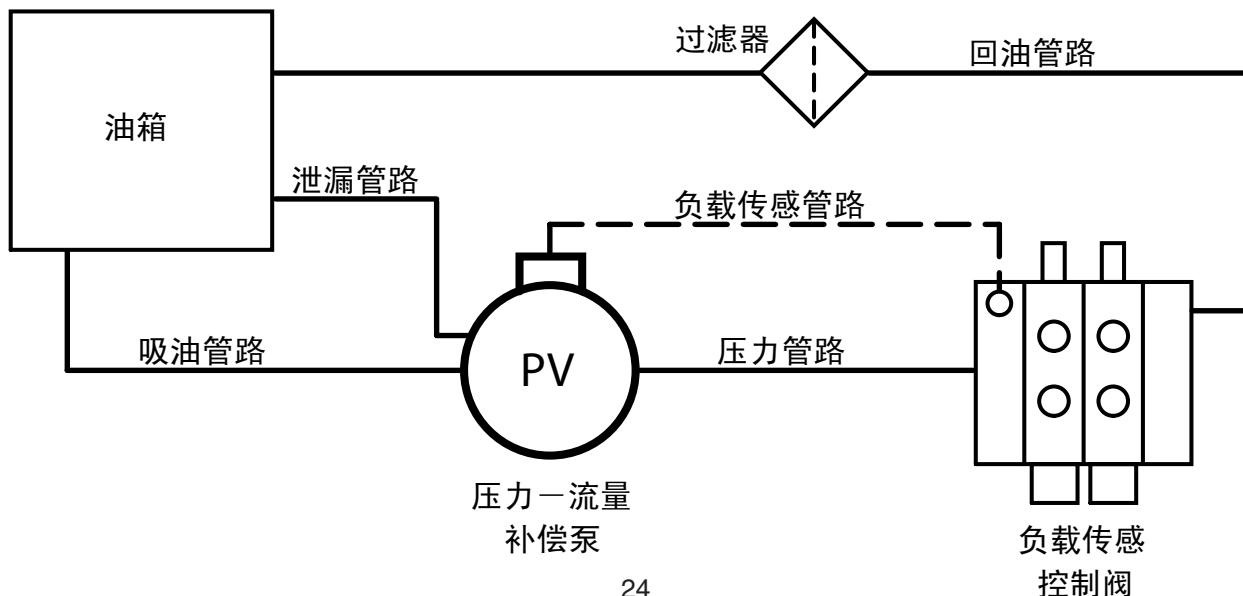 过滤器
回油管路
油箱
泄漏管路
负载传感管路
吸油管路
PV
压力管路
压力－流量
补偿泵
负载传感
控制阀
24